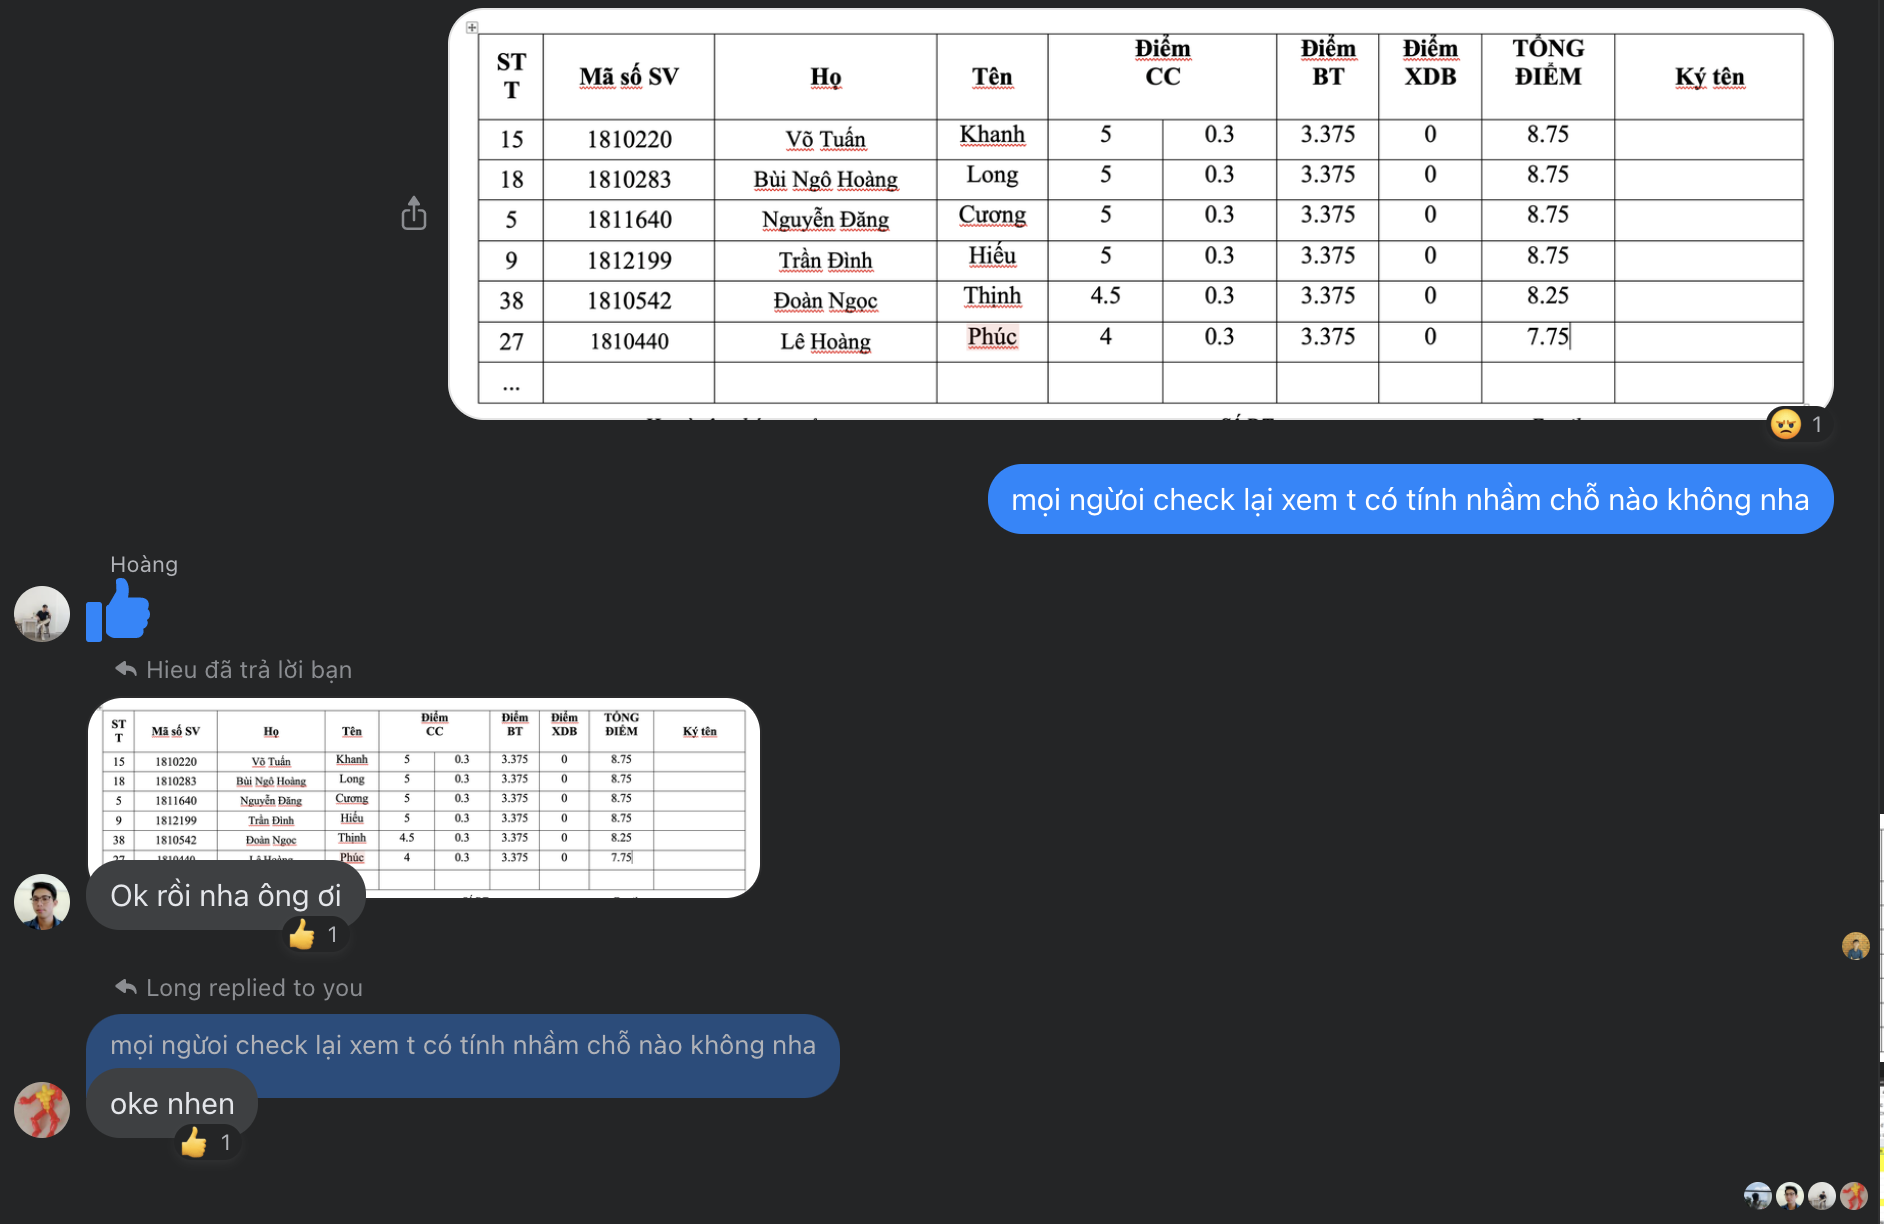 ST
T
Mã số SV
Họ
Tên
Điểm
CC
Điểm
BT
Điểm
XDB
TỔNG
ĐIỂM
Ký tên
15 1810220 Võ Tuấn Khanh 5 0.3 3.375 0 8.75
18 1810283 Bùi Ngô Hoàng Long 5 0.3 3.375 0 8.75
5 1811640 Nguyễn Đăng Cương 5 0.3 3.375 0 8.75
9 1812199 Trần Đình Hiếu 5 0.3 3.375 0 8.75
38 1810542 Đoàn Ngọc Thịnh 4.5 0.3 3.375 0 8.25
27 1810440 Lê Hoàng Phúc 4 0.3 3.375 0 7.75
...
1
mọi ngừoi check lại xem t có tính nhầm chỗ nào không nha
Hoàng
Hieu đã trả lời bạn
ST
T
Mã số SV
Họ
Tên
Điểm
CC
Điểm
BT
Điểm
XDB
TỔNG
ĐIỂM
Ký tên
15 1810220 Võ Tuấn Khanh 5 0.3 3.375 0 8.75
18 1810283 Bùi Ngô Hoàng Long 5 0.3 3.375 0 8.75
5 1811640 Nguyễn Đăng Cương 5 0.3 3.375 0 8.75
9 1812199 Trần Đình Hiếu 5 0.3 3.375 0 8.75
38 1810542 Đoàn Ngọc Thịnh 4.5 0.3 3.375 0 8.25
Phúc 4 0.3 3.375 0 7.75
Ok rồi nha ông ơi
1
Long replied to you
mọi ngừoi check lại xem t có tính nhầm chỗ nào không nha
oke nhen
1